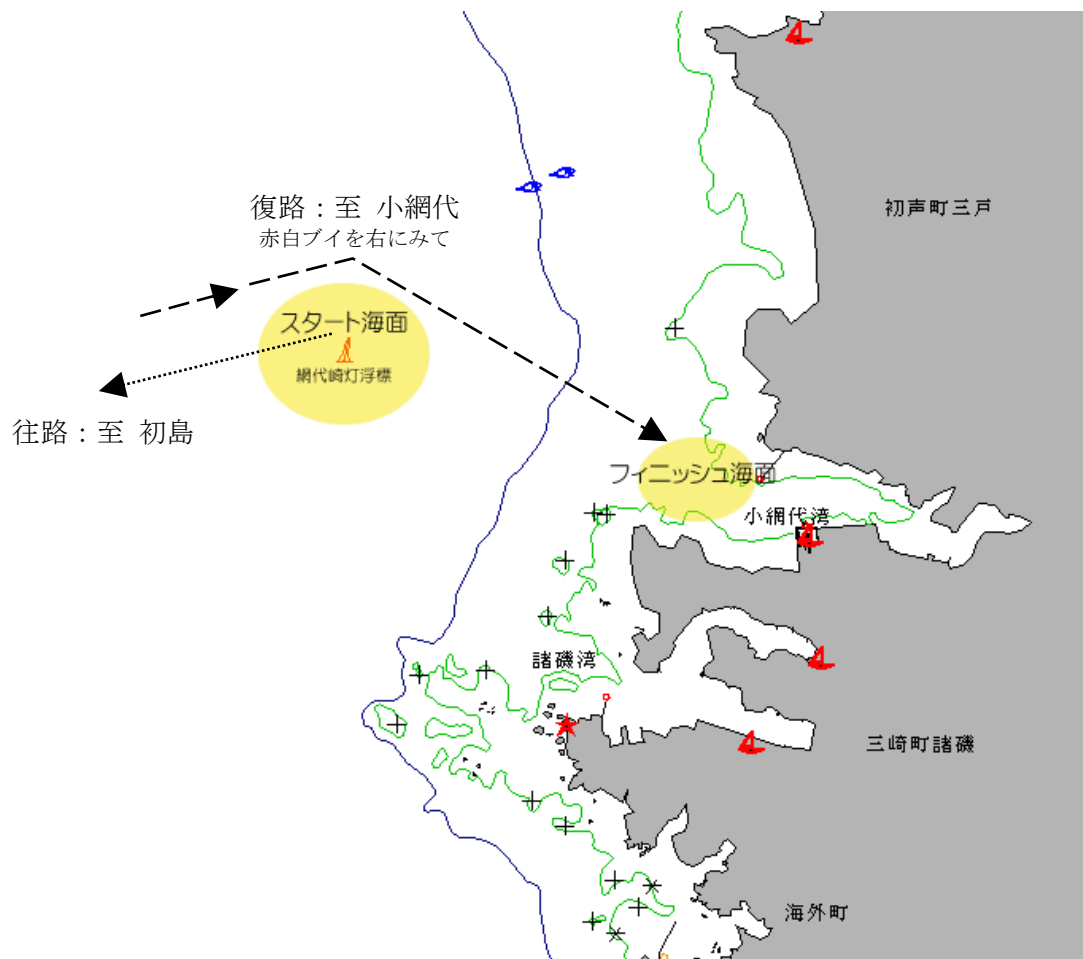 初声町三戸
復路：至 小網代
赤白ブイを右にみて
スタート海面
網代崎灯浮標
往路：至 初島
フィニッシュ海面
小網代湾
諸磯湾
三崎町諸磯
海外町